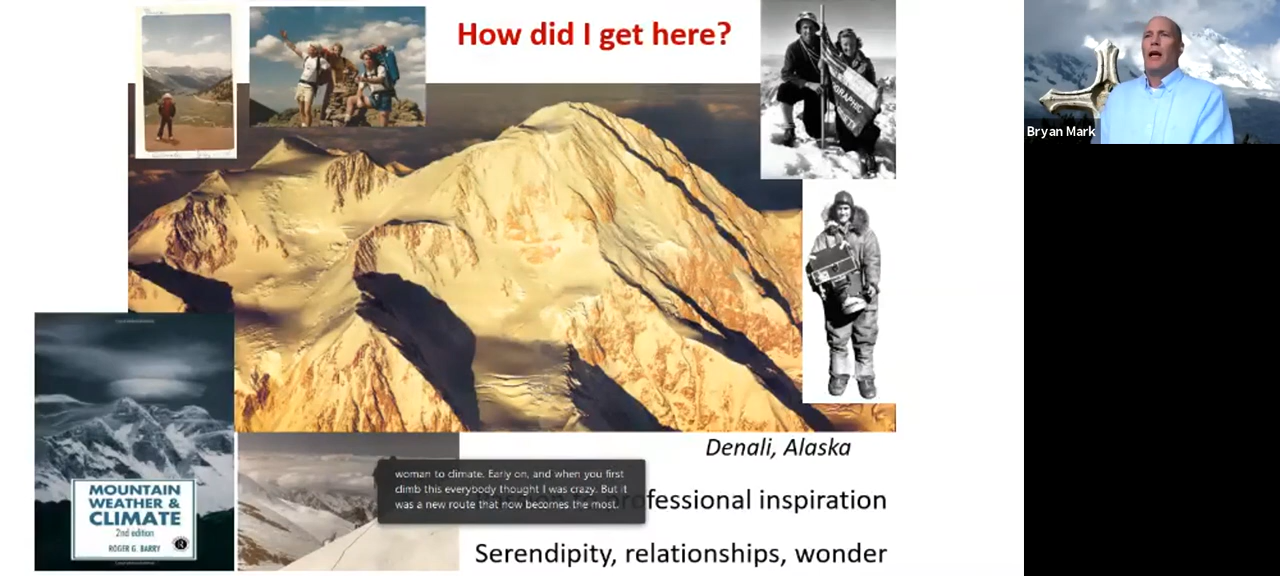 How did I get here?
GRAPHIC
Bryan Mark
Denali, Alaska
woman to climate. Early on, and when you first
climb this everybody thought I was crazy. But it
was a new route that now becomes the most.
professional inspiration
Serendipity, relationships, wonder
MOUNTAIN
WEATHER &
CLIMATE
2nd edition
ROGER G. BARRY